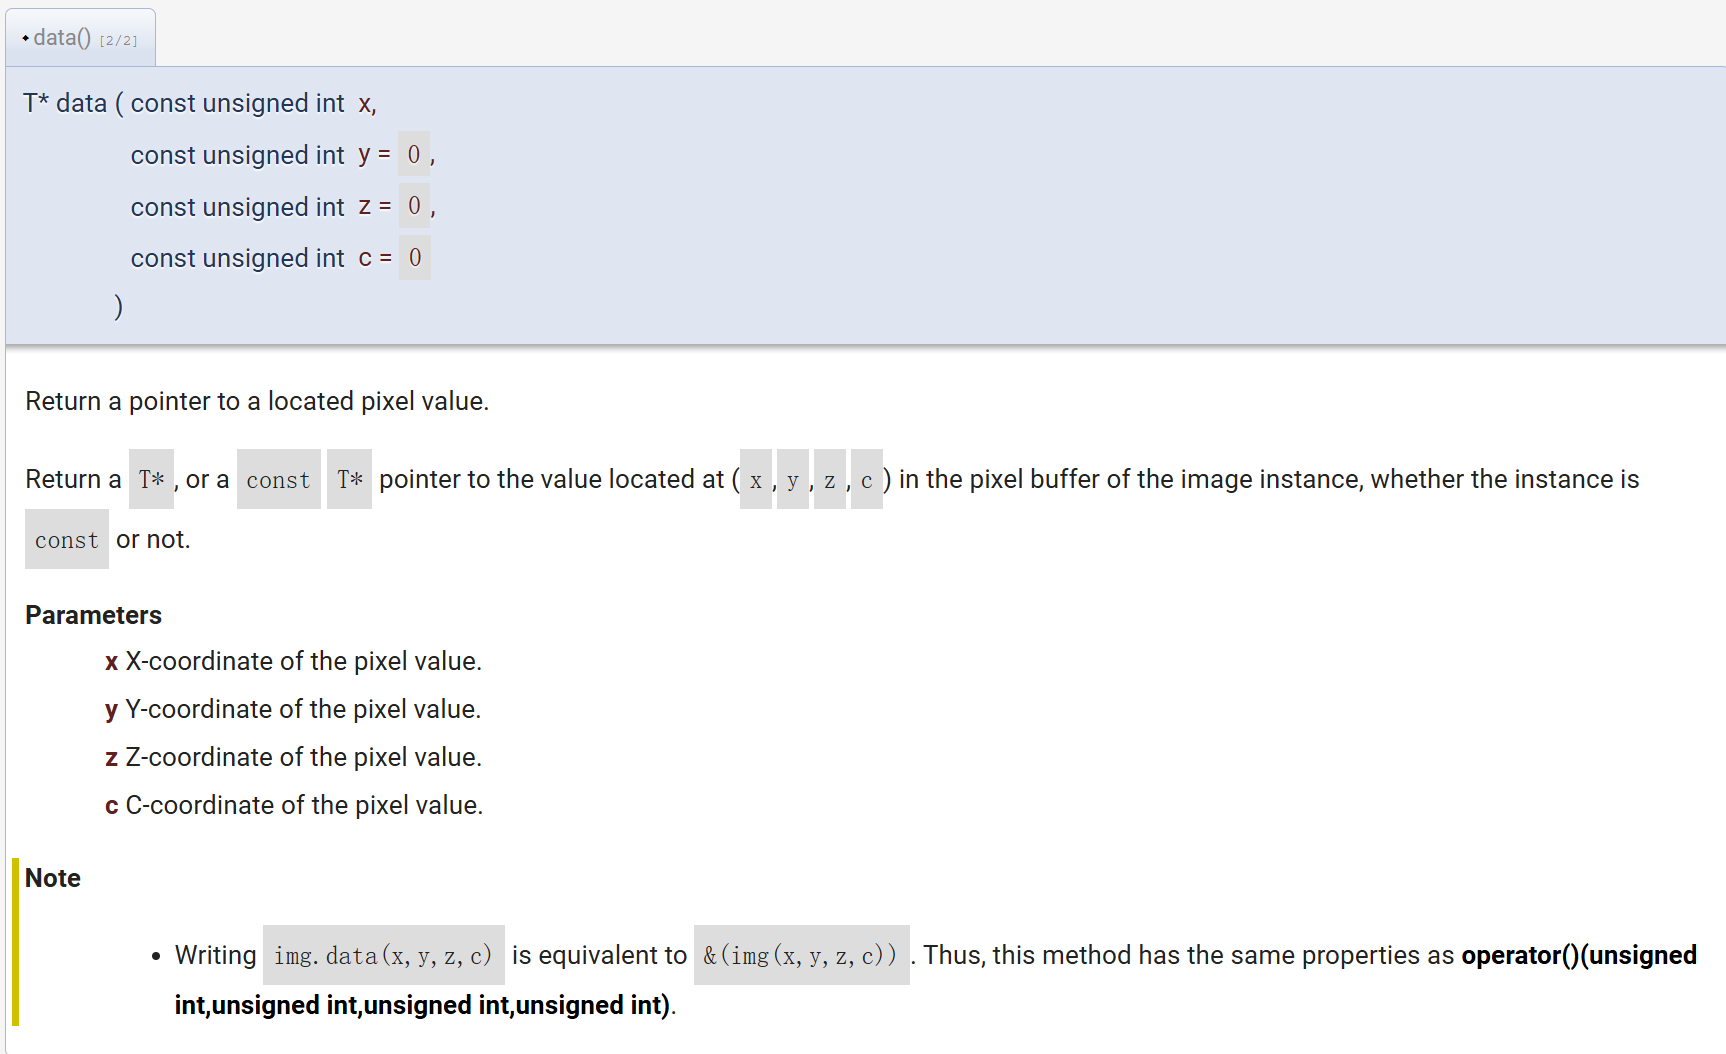 ◆ data() [2/2]
T* data ( const unsigned int x,
const unsigned int y = 0 ,
const unsigned int z = 0 ,
const unsigned int c = 0
)
Return a pointer to a located pixel value.
Return a T* , or a const T* pointer to the value located at ( x , y , z , c ) in the pixel buffer of the image instance, whether the instance is
const or not.
Parameters
x X-coordinate of the pixel value.
y Y-coordinate of the pixel value.
z Z-coordinate of the pixel value.
c C-coordinate of the pixel value.
Note
• Writing img.data(x,y,z,c) is equivalent to &(img(x,y,z,c)) . Thus, this method has the same properties as operator()(unsigned
int,unsigned int,unsigned int,unsigned int).